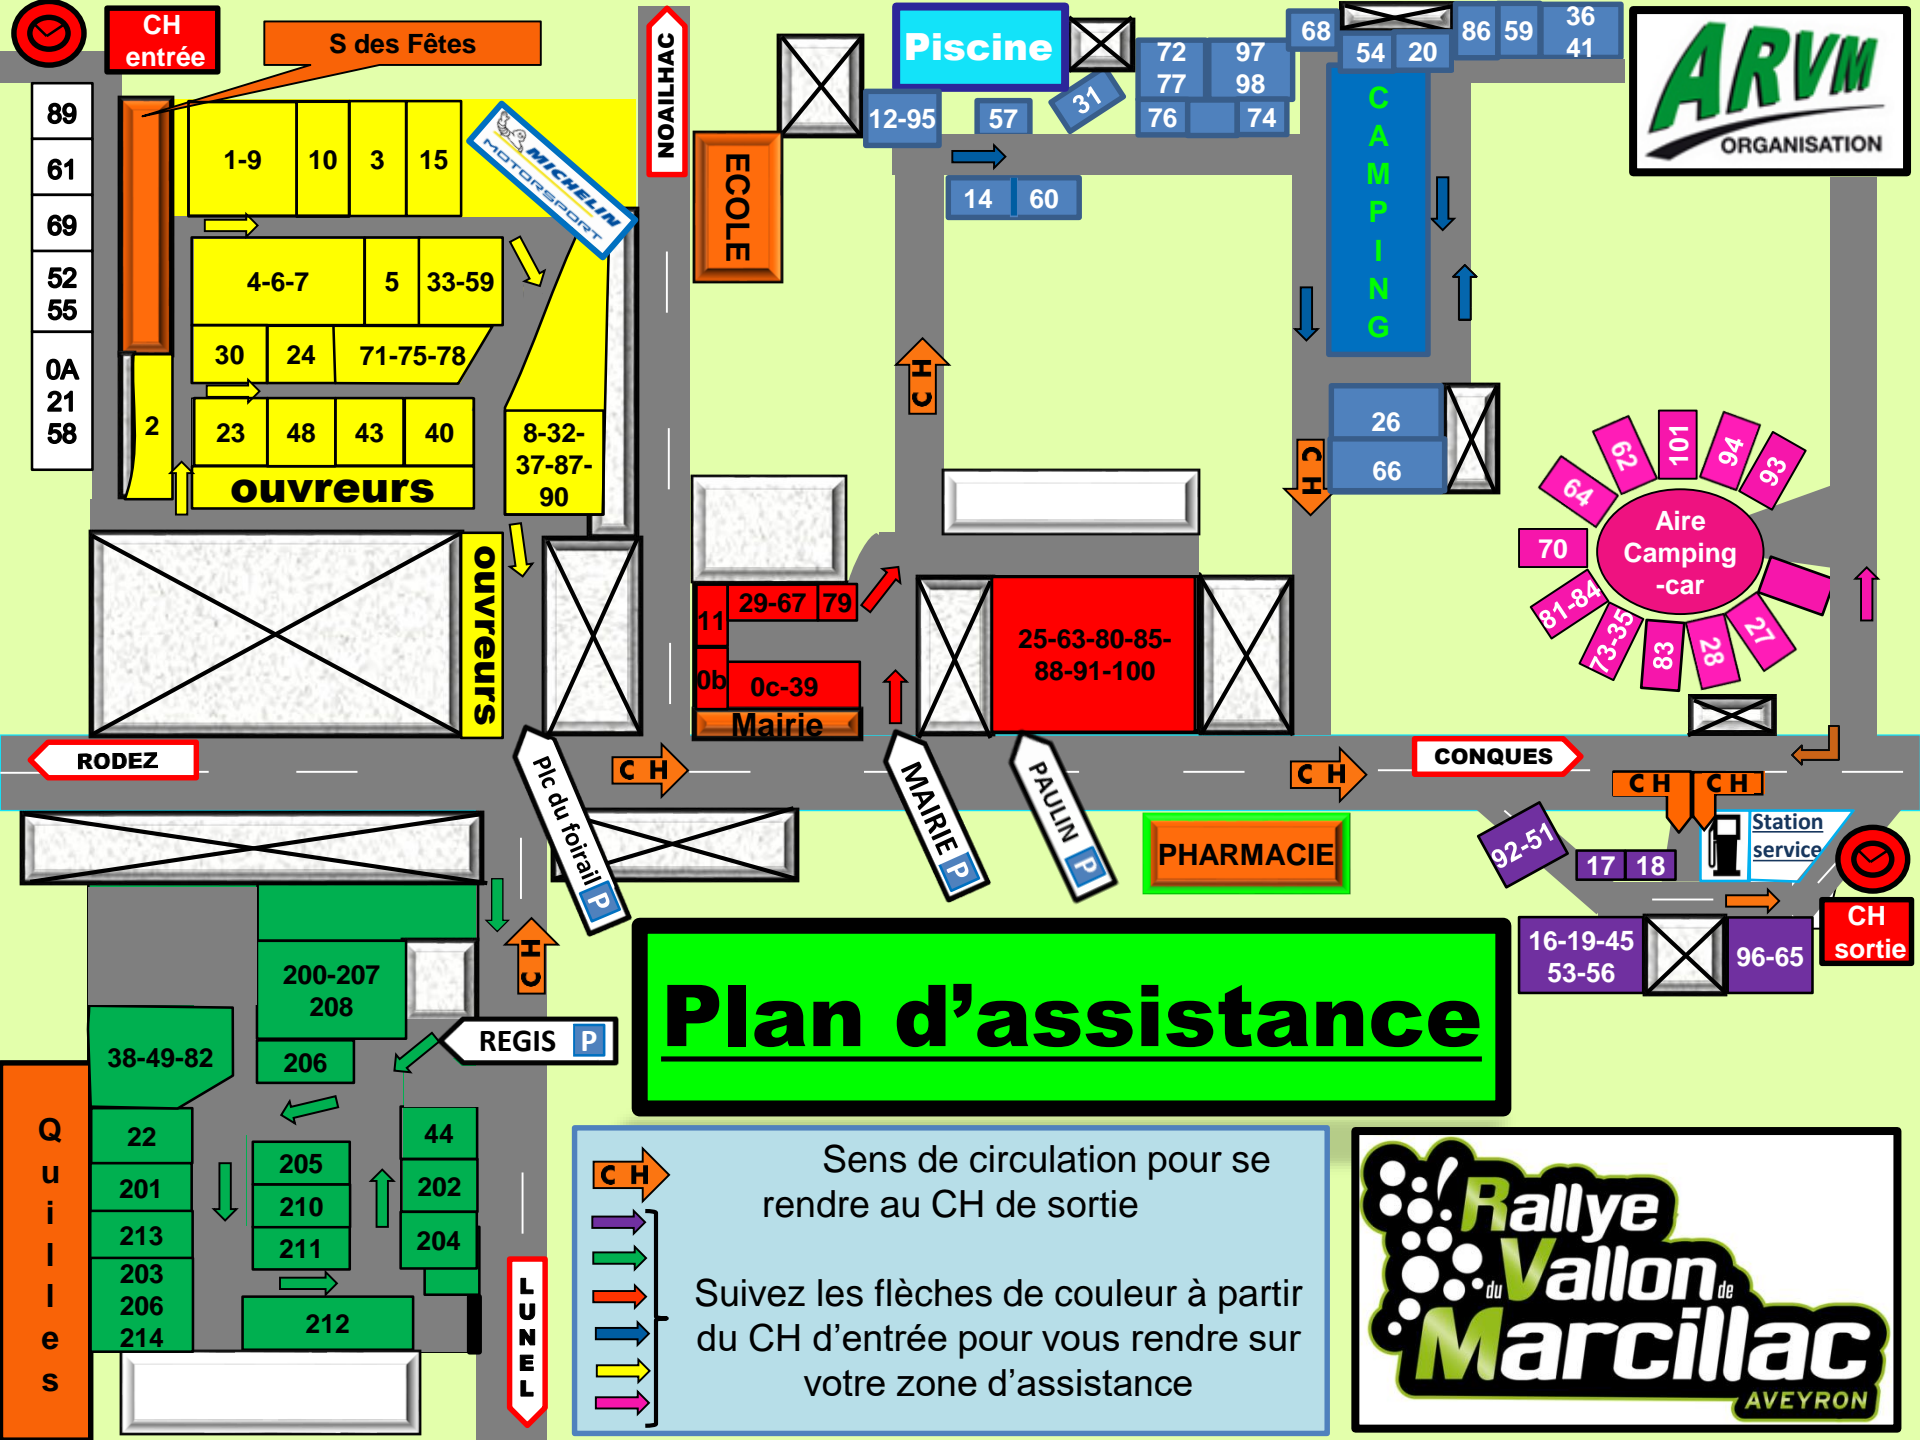 CH
entrée
S des Fêtes
NOAILHAC
Piscine
68
54
20
86
59
36
41
ARVM
ORGANISATION
72
77
97
98
31
12-95
57
76
74
89
61
69
52
55
0A
21
58
1-9
10
3
15
MICHELIN
MOTORSPORT
ECOLE
14
60
CAMPING
4-6-7
5
33-59
30
24
71-75-78
2
23
48
43
40
8-32-
37-87-
90
ouvreurs
ouvreurs
C H
C H
26
66
62
101
94
93
64
70
Aire
Camping
-car
81-84
73-35
83
28
27
11
29-67
79
0b
0c-39
Mairie
25-63-80-85-
88-91-100
RODEZ
C H
C H
CONQUES
C H
C H
Plc du foirail P
MAIRIE P
PAULIN P
PHARMACIE
92-51
17
18
Station
service
CH
sortie
16-19-45
53-56
96-65
C H
200-207
208
REGIS P
206
38-49-82
22
201
213
203
206
214
205
210
211
212
44
202
204
Quilles
LUNEL
Plan d’assistance
C H
Sens de circulation pour se
rendre au CH de sortie
Suivez les flèches de couleur à partir
du CH d’entrée pour vous rendre sur
votre zone d’assistance
Rallye
du Vallon de
Marcillac
AVEYRON